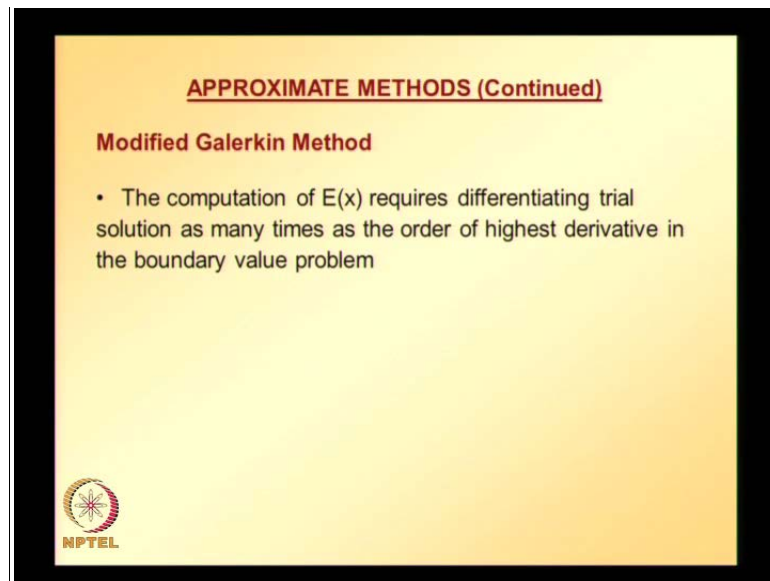 APPROXIMATE METHODS (Continued)
Modified Galerkin Method
• The computation of E(x) requires differentiating trial
solution as many times as the order of highest derivative in
the boundary value problem
NPTEL